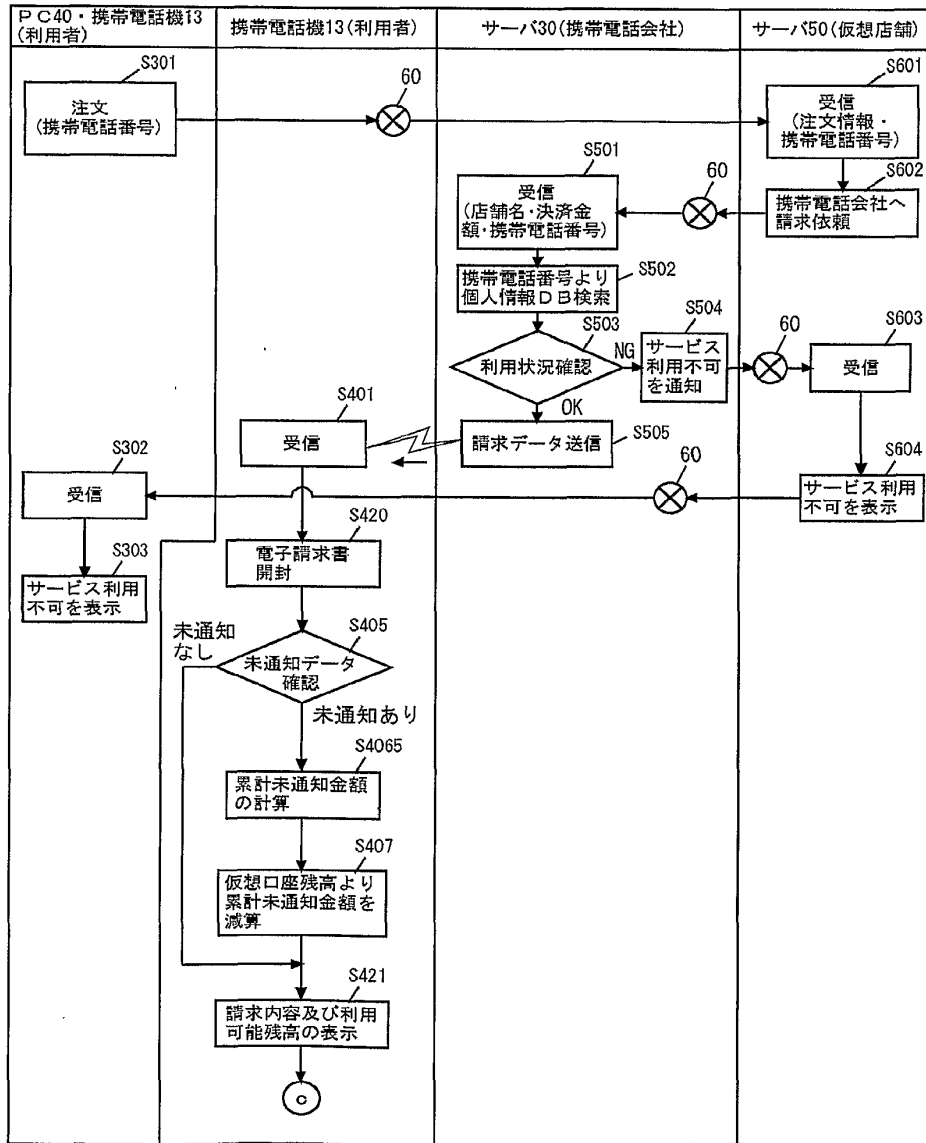 PC40・携帯電話機13
(利用者)
携帯電話機13(利用者)
サーバ30(携帯電話会社)
サーバ50(仮想店舗)
S301
注文
(携帯電話番号)
60
S601
受信
(注文情報・
携帯電話番号)
S501
受信
(店舗名・決済金
額・携帯電話番号)
60
S602
携帯電話会社へ
請求依頼
S502
携帯電話番号より
個人情報DB検索
S503
利用状況確認
NG
OK
S504
サービス
利用不可
を通知
60
S603
受信
S401
受信
S505
請求データ送信
S302
受信
60
S604
サービス利用
不可を表示
S303
サービス利用
不可を表示
S420
電子請求書
開封
S405
未通知データ
確認
未通知
なし
未通知あり
S4065
累計未通知金額
の計算
S407
仮想口座残高より
累計未通知金額を
減算
S421
請求内容及び利用
可能残高の表示
c